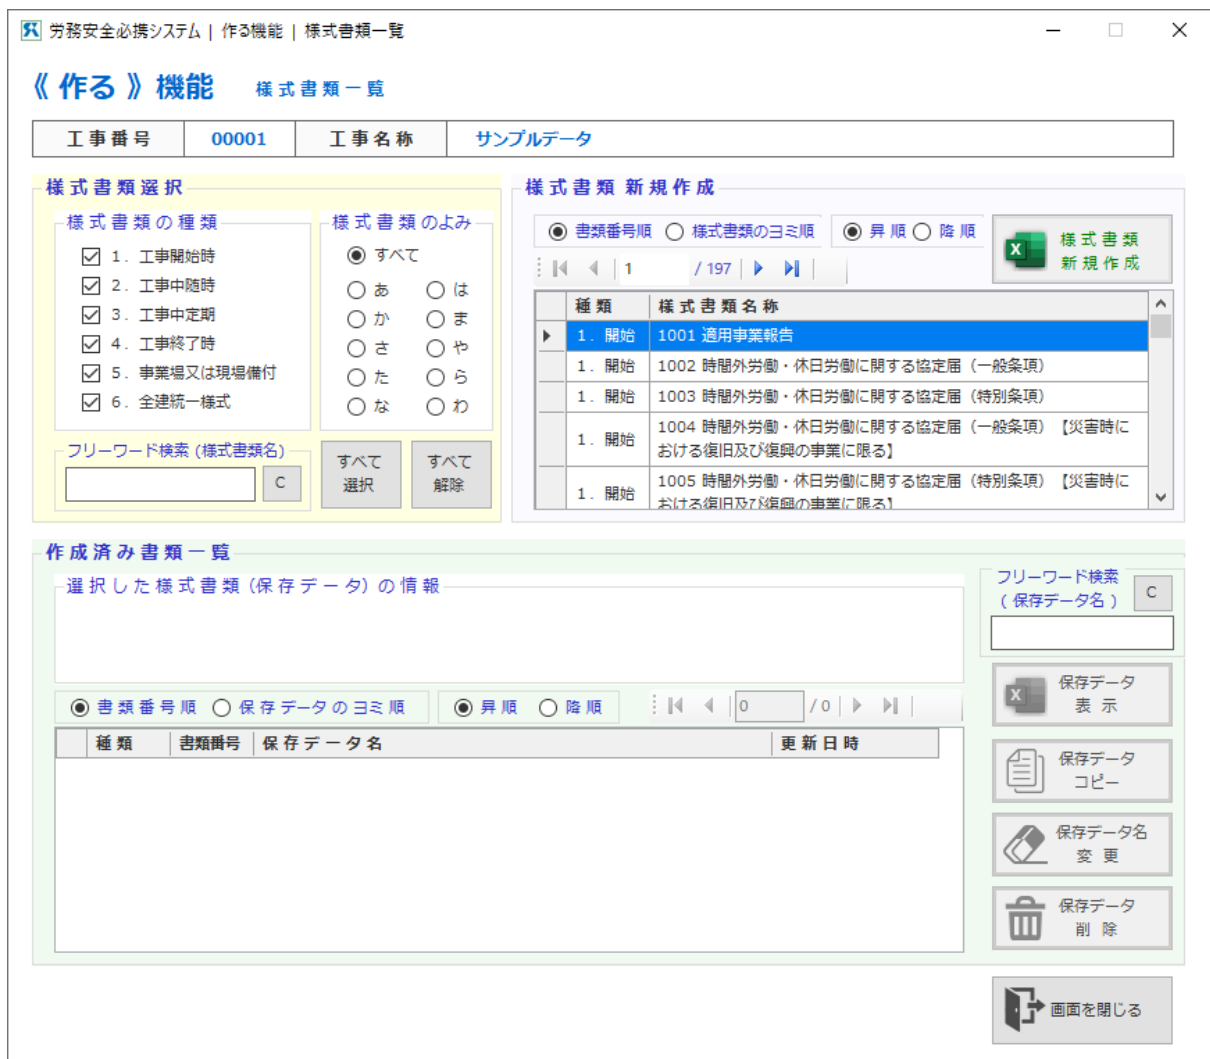 労務安全必携システム | 作る機能 | 様式書類一覧
《 作る 》 機能 様式書類一覧
工事番号 00001 工事名称 サンプルデータ
様式書類選択
様式書類の種類
1. 工事開始時
2. 工事中随時
3. 工事中定期
4. 工事終了時
5. 事業場又は現場備付
6. 全建統一様式
様式書類のよみ
すべて
あ は
か ま
さ や
た ら
な わ
フリーワード検索 (様式書類名)
C
すべて
選択
すべて
解除
様式書類 新規作成
書類番号順 様式書類のヨミ順 昇順 降順
1 / 197
様式書類
新規作成
種類 様式書類名称
1. 開始 1001 適用事業報告
1. 開始 1002 時間外労働・休日労働に関する協定届（一般条項）
1. 開始 1003 時間外労働・休日労働に関する協定届（特別条項）
1. 開始 1004 時間外労働・休日労働に関する協定届（一般条項）【災害時に
おける復旧及び復興の事業に限る】
1. 開始 1005 時間外労働・休日労働に関する協定届（特別条項）【災害時に
おける復旧及び復興の事業に限る】
作成済み書類一覧
選択した様式書類（保存データ）の情報
書類番号順 保存データのヨミ順 昇順 降順
0 / 0
種類 書類番号 保存データ名 更新日時
フリーワード検索
( 保存データ名 )
C
保存データ
表 示
保存データ
コピー
保存データ名
変 更
保存データ
削 除
画面を閉じる